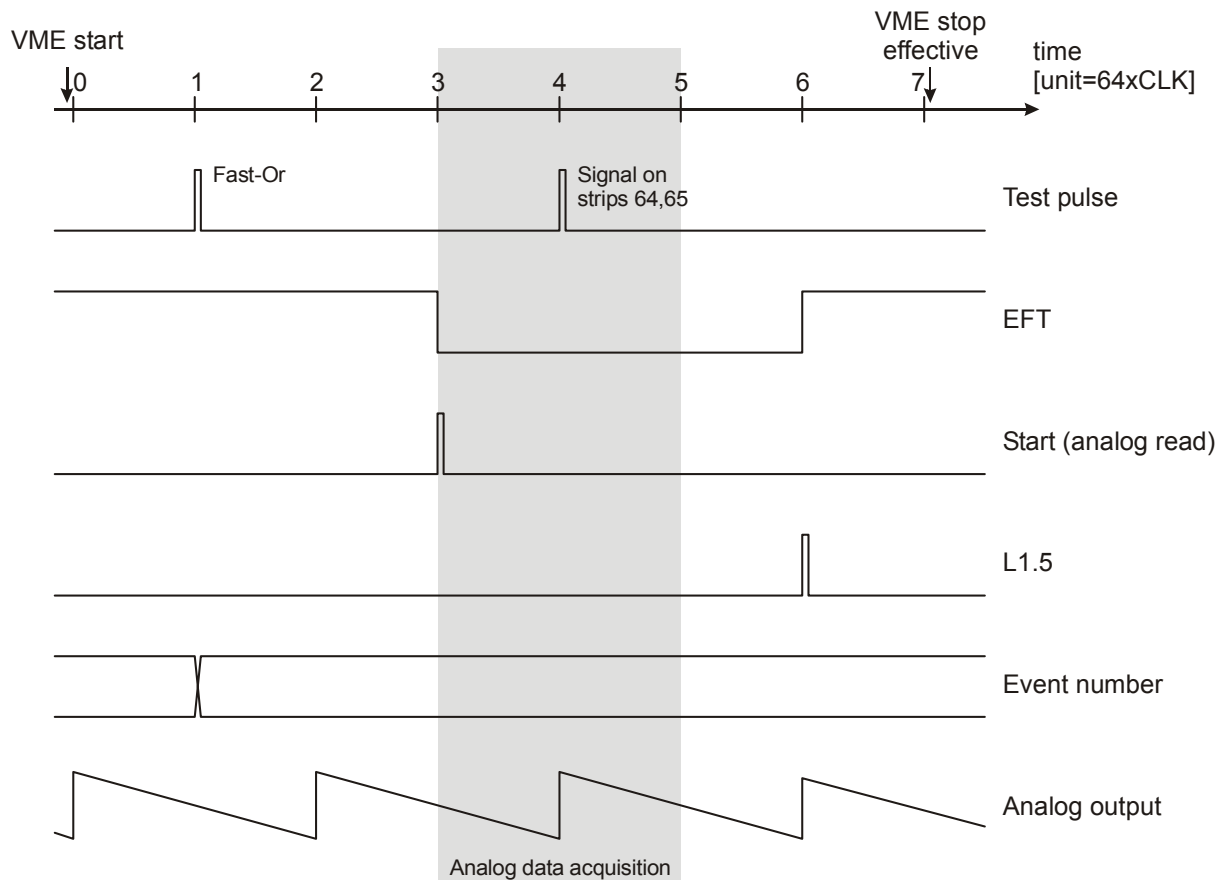 VME start
VME stop
effective
time
[unit=64xCLK]
0 1 2 3 4 5 6 7
Fast-Or
Signal on
strips 64,65
Test pulse
EFT
Start (analog read)
L1.5
Event number
Analog output
Analog data acquisition